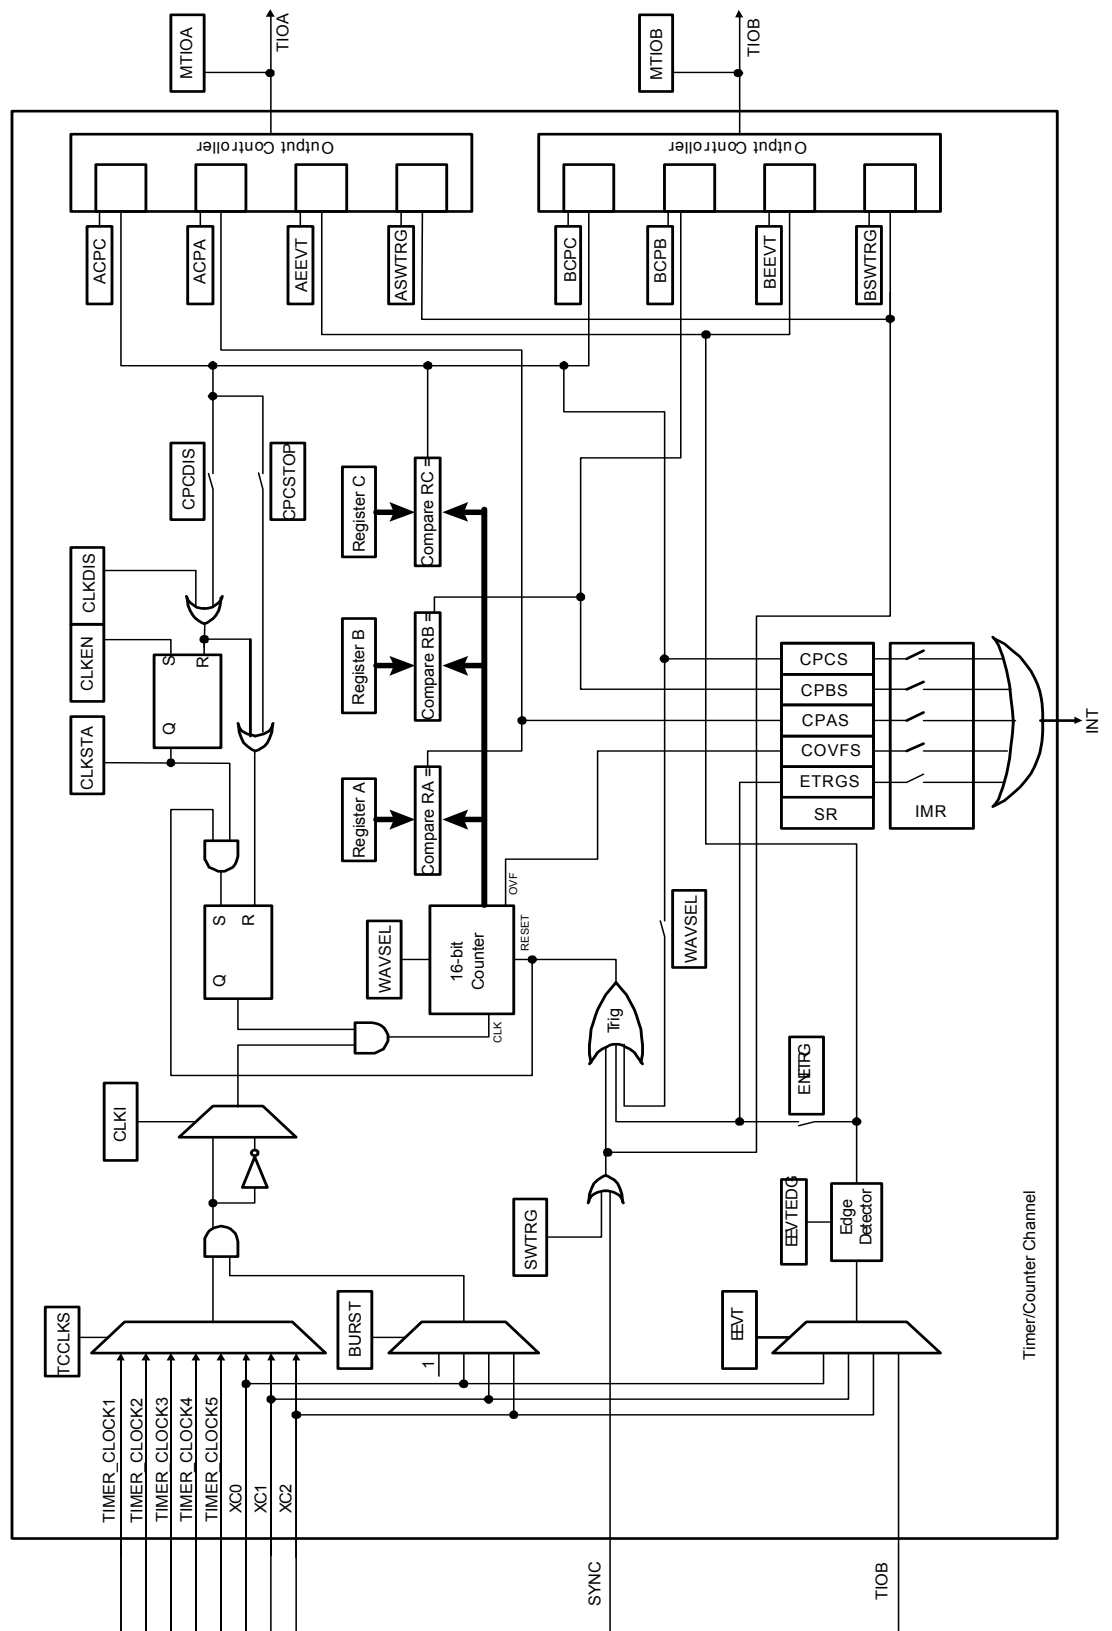 MTIOA
TIOA
MTIOB
TIOB
Output Controller
Output Controller
ACPC
ACPA
AEEVT
ASWTRG
BCPC
BCPB
BEEVT
BSWTRG
CPCDIS
CPCSTOP
CLKDIS
CLKEN
CLKSTA
S
R
Q
S
R
Q
Register C
Compare RC =
Register B
Compare RB =
Register A
Compare RA =
CPCS
CPBS
CPAS
COVFS
ETRGS
SR
IMR
INT
OVF
RESET
WAVSEL
16-bit
Counter
CLK
WAVSEL
Trig
CLKI
ENETRG
SWTRG
EEVTEDG
Edge
Detector
TCCLKS
BURST
1
EEVT
TIMER_CLOCK1
TIMER_CLOCK2
TIMER_CLOCK3
TIMER_CLOCK4
TIMER_CLOCK5
XC0
XC1
XC2
SYNC
TIOB
Timer/Counter Channel